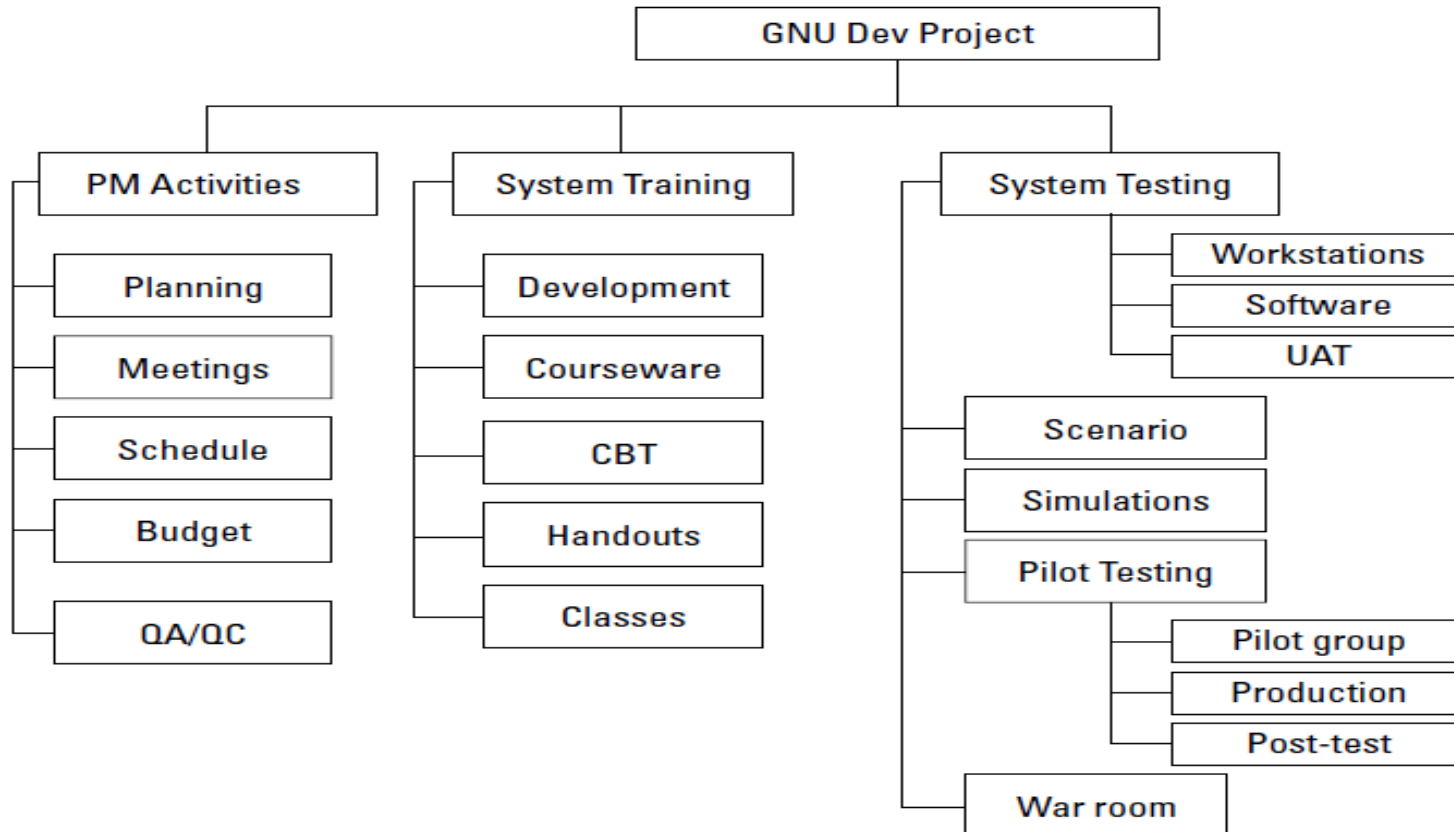 GNU Dev Project
PM Activities
System Training
System Testing
Planning
Meetings
Schedule
Budget
QA/QC
Development
Courseware
CBT
Handouts
Classes
Workstations
Software
UAT
Scenario
Simulations
Pilot Testing
Pilot group
Production
Post-test
War room